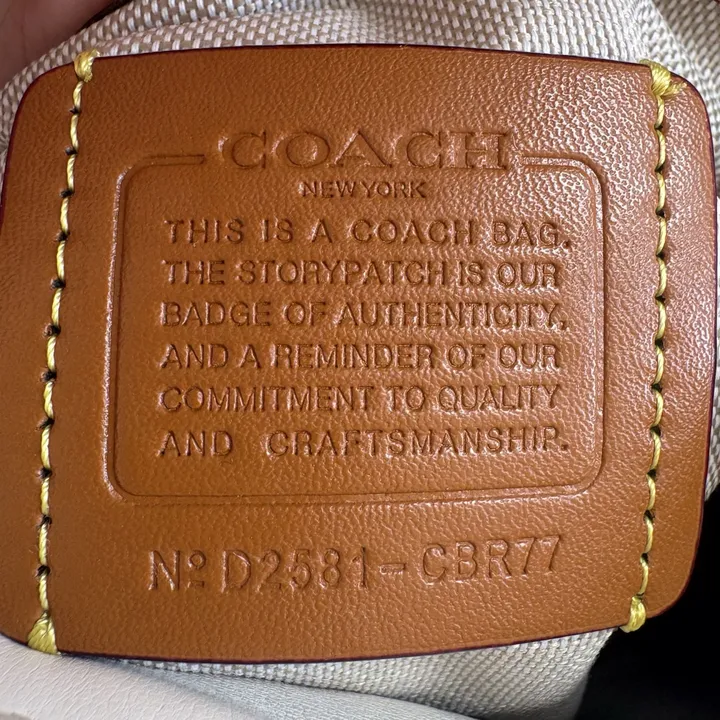 COACH
NEW YORK
THIS IS A COACH BAG.
THE STORYPATCH IS OUR
BADGE OF AUTHENTICITY,
AND A REMINDER OF OUR
COMMITMENT TO QUALITY
AND CRAFTSMANSHIP.
Nº D2581-CBR77